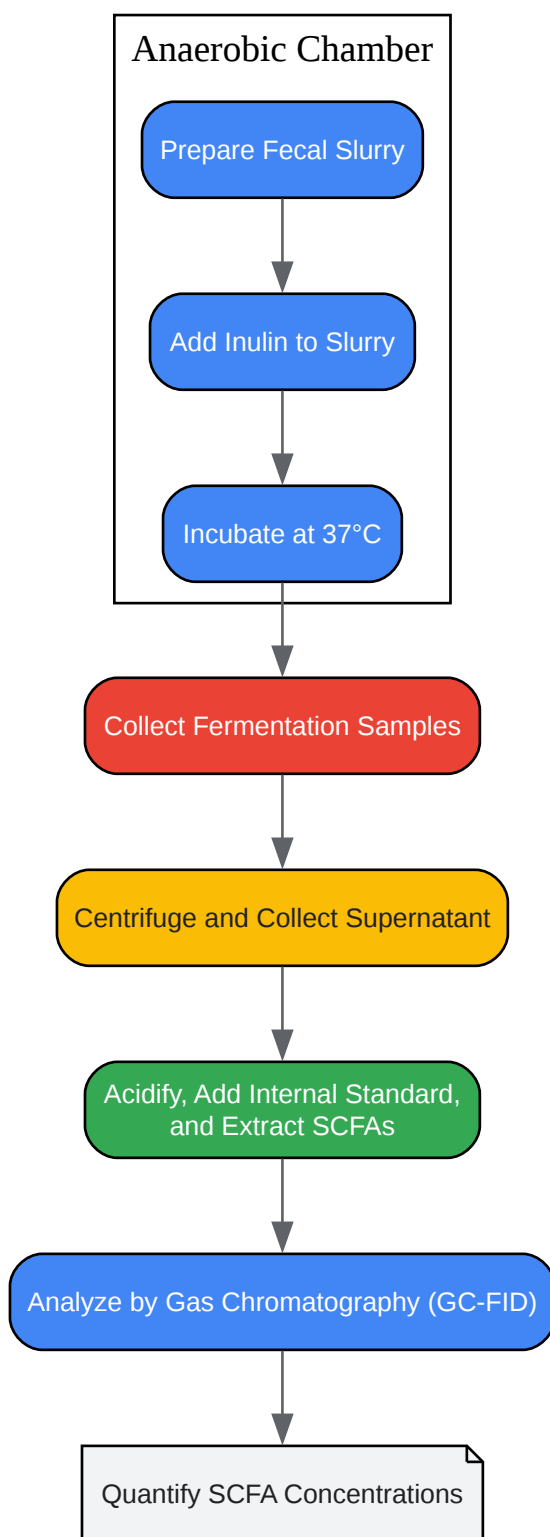 Anaerobic Chamber
Prepare Fecal Slurry
Add Inulin to Slurry
Incubate at 37°C
Collect Fermentation Samples
Centrifuge and Collect Supernatant
Acidify, Add Internal Standard,
and Extract SCFAs
Analyze by Gas Chromatography (GC-FID)
Quantify SCFA Concentrations